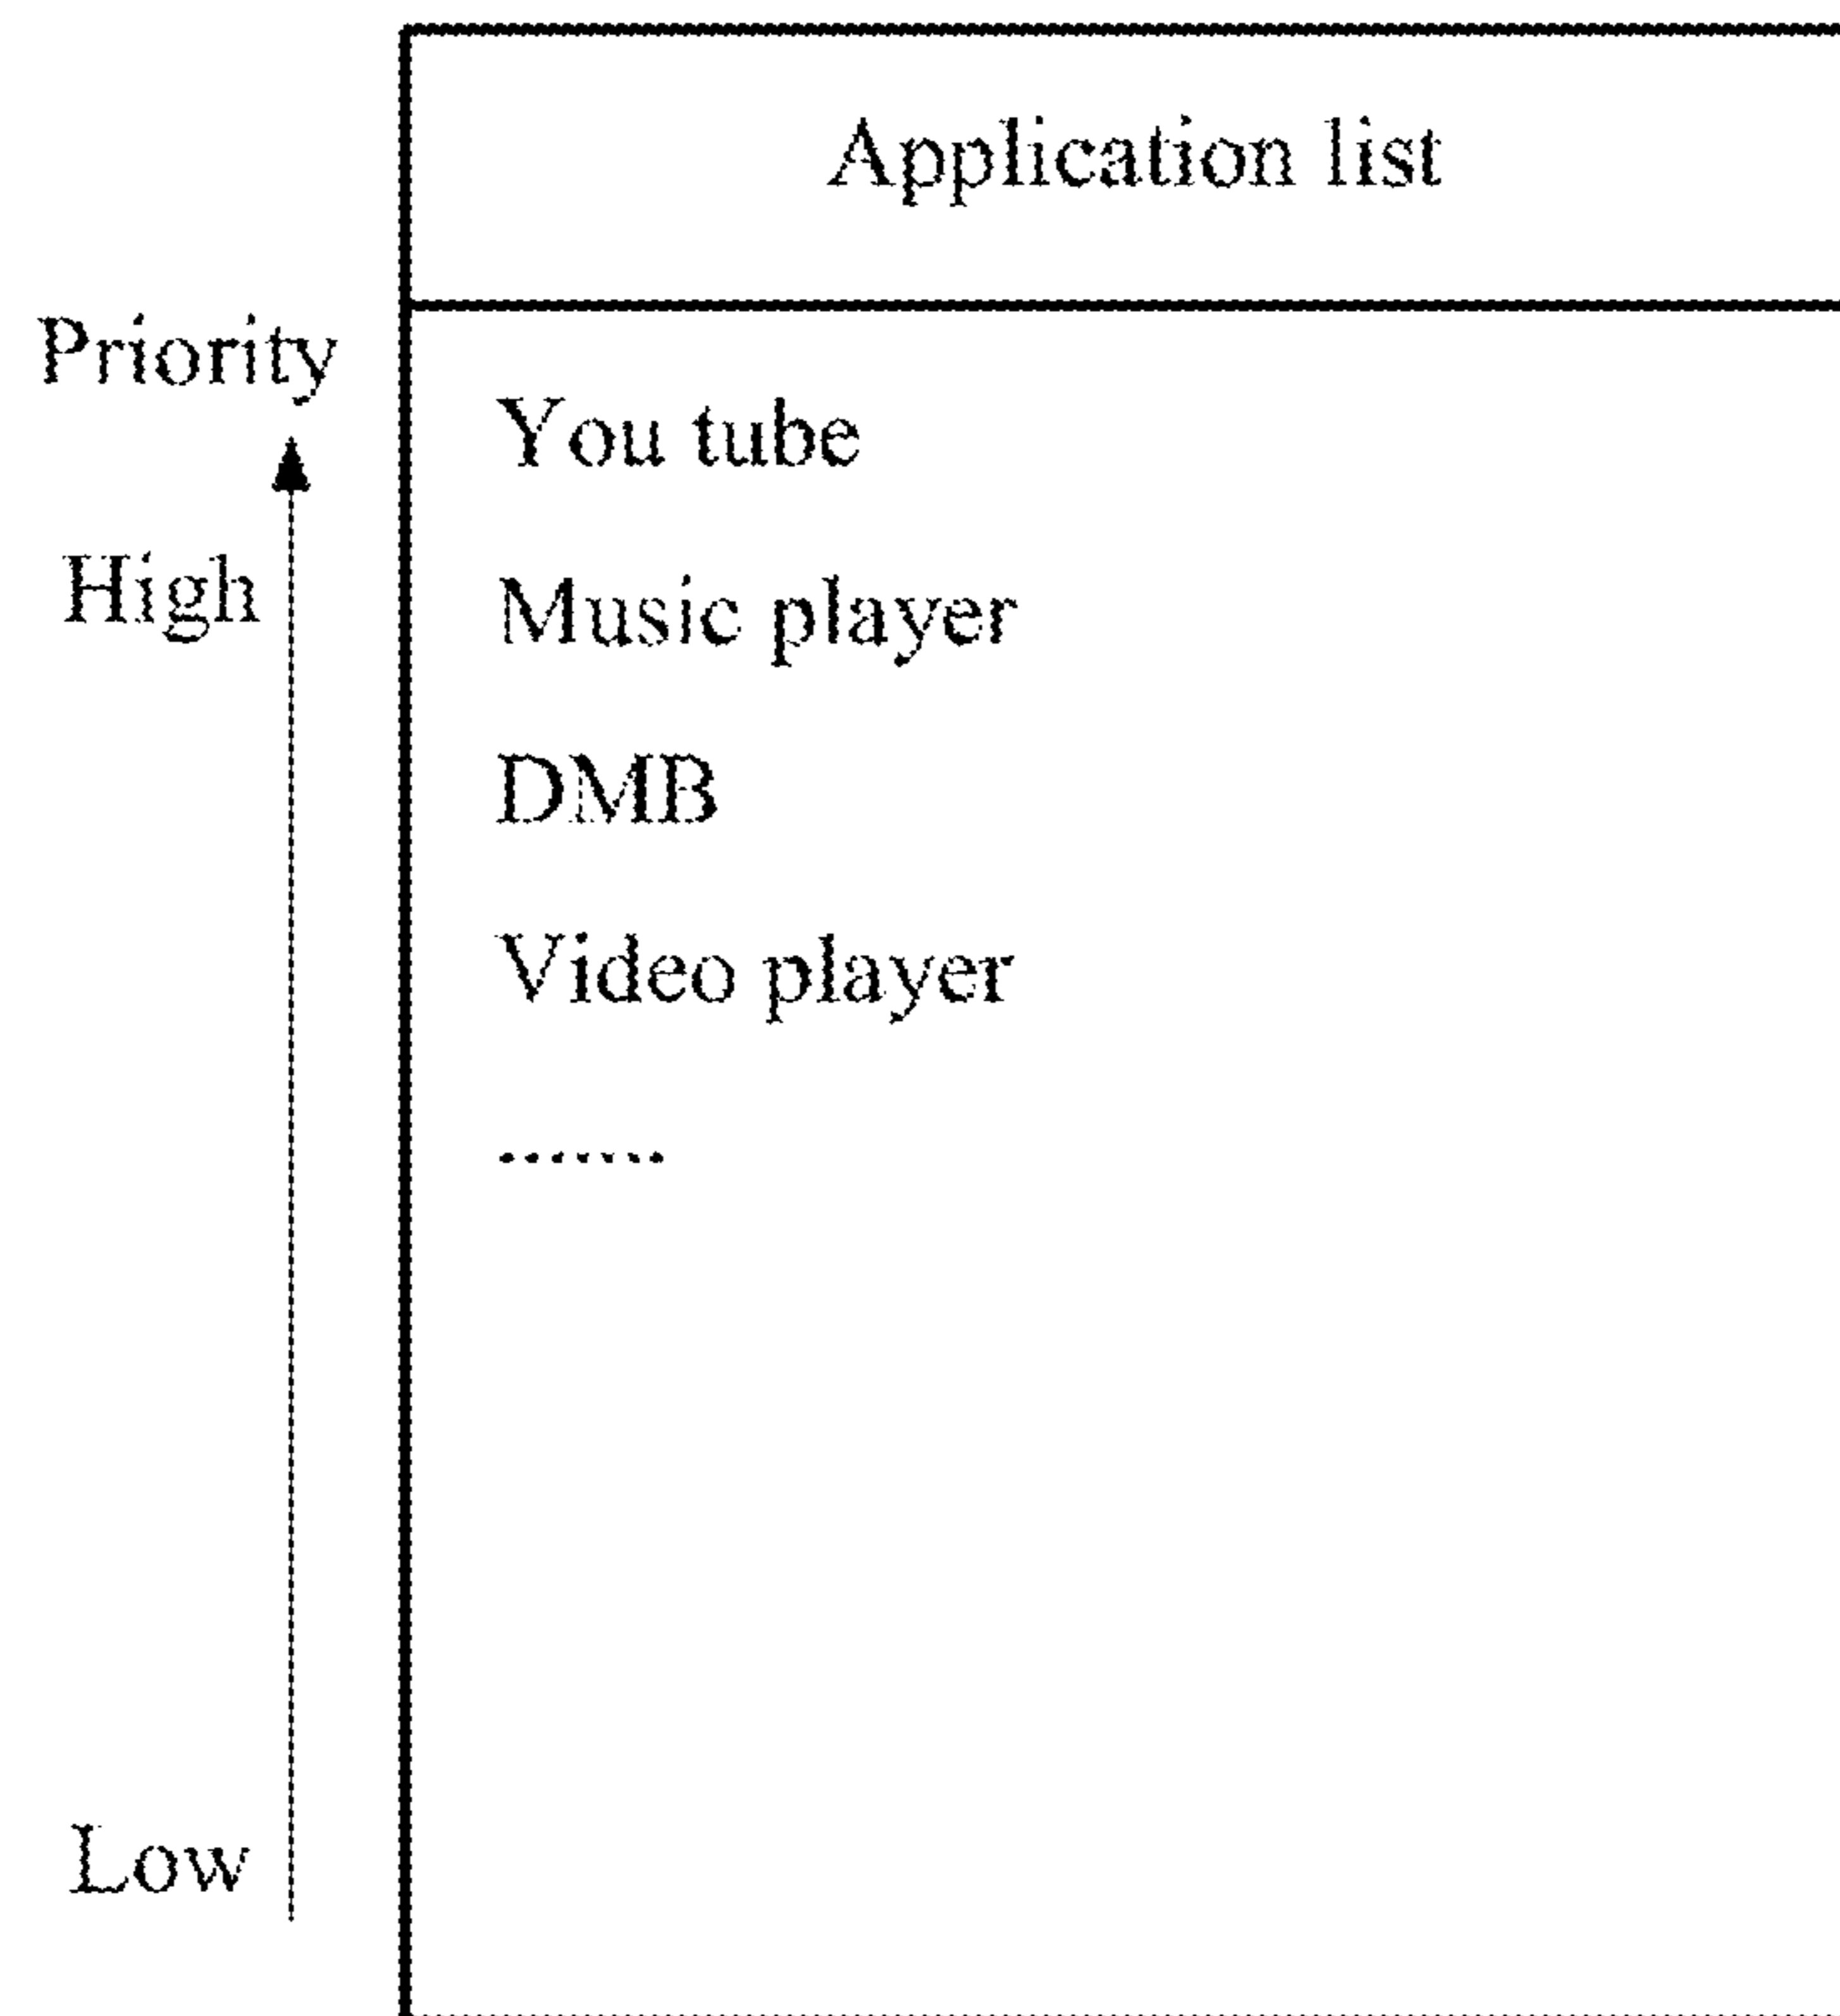 Application list
Priority
You tube
High
Music player
DMB
Video player
.......
Low